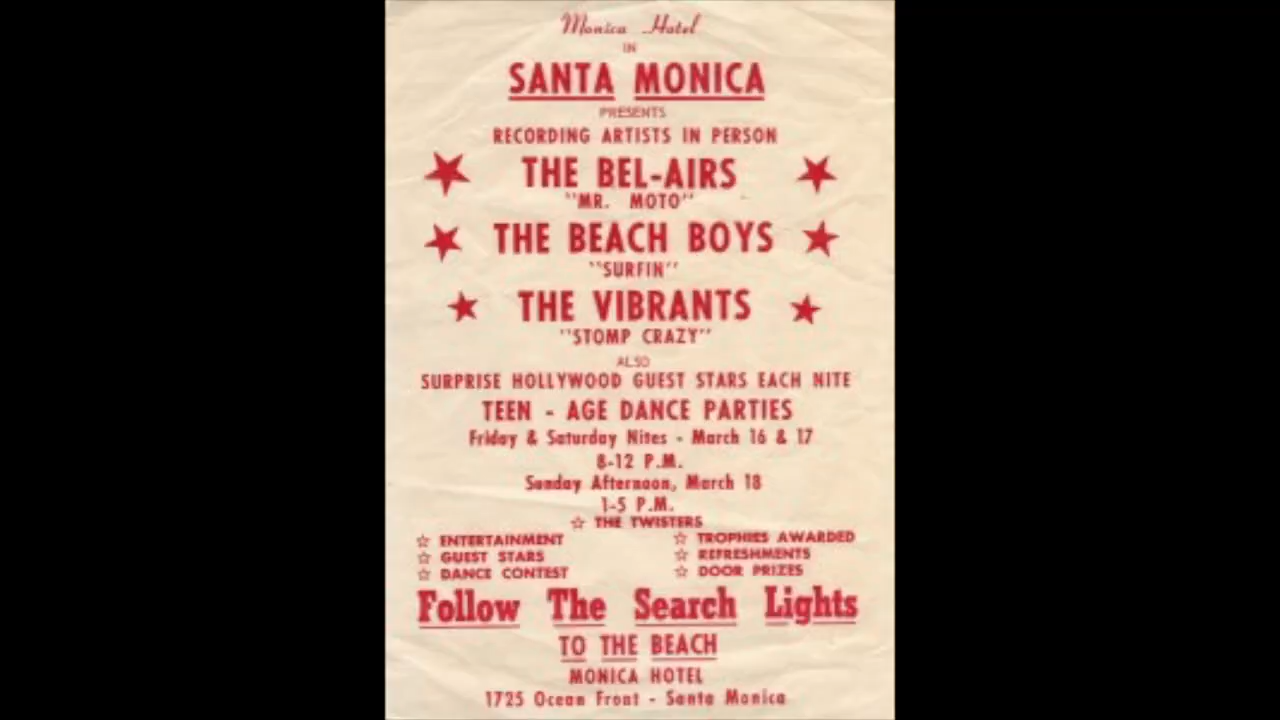 Monica Hotel
IN
SANTA MONICA
PRESENTS
RECORDING ARTISTS IN PERSON
THE BEL-AIRS
"MR. MOTO"
THE BEACH BOYS
"SURFIN"
THE VIBRANTS
"STOMP CRAZY"
ALSO
SURPRISE HOLLYWOOD GUEST STARS EACH NITE
TEEN - AGE DANCE PARTIES
Friday & Saturday Nites - March 16 & 17
8-12 P.M.
Sunday Afternoon, March 18
1-5 P.M.
☆ THE TWISTERS
☆ ENTERTAINMENT
☆ GUEST STARS
☆ DANCE CONTEST
☆ TROPHIES AWARDED
☆ REFRESHMENTS
☆ DOOR PRIZES
Follow The Search Lights
TO THE BEACH
MONICA HOTEL
1725 Ocean Front - Santa Monica